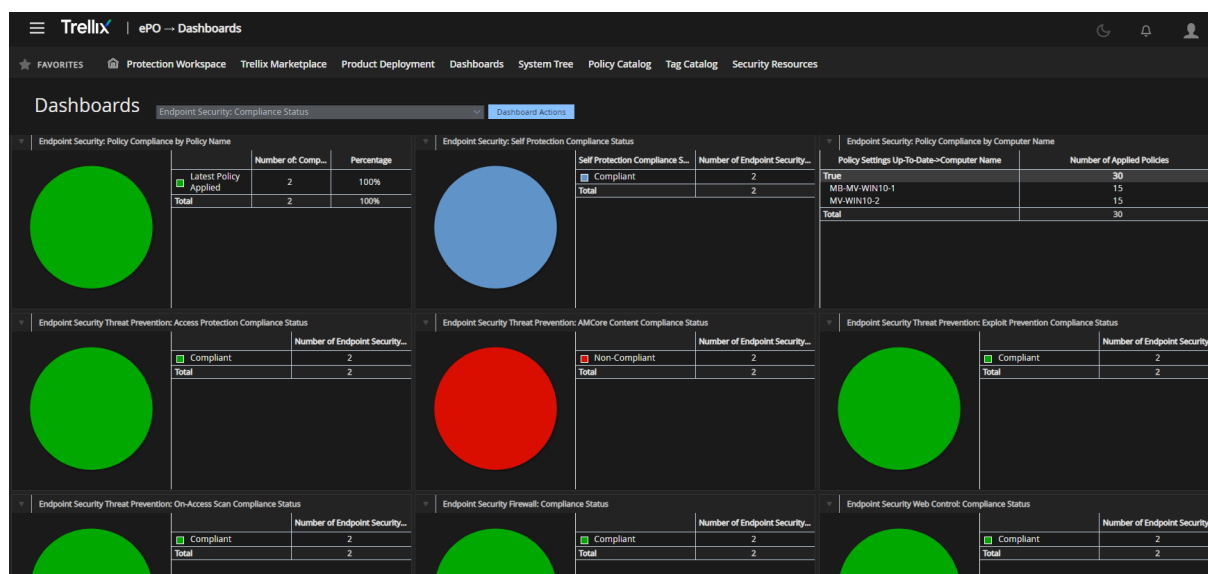 Trellix | ePO → Dashboards
FAVORITES Protection Workspace Trellix Marketplace Product Deployment Dashboards System Tree Policy Catalog Tag Catalog Security Resources
Dashboards Endpoint Security: Compliance Status Dashboard Actions
Endpoint Security: Policy Compliance by Policy Name
Number of: Comp... Percentage
Latest Policy Applied 2 100%
Total 2 100%
Endpoint Security: Self Protection Compliance Status
Self Protection Compliance S... Number of Endpoint Security...
Compliant 2
Total 2
Endpoint Security: Policy Compliance by Computer Name
Policy Settings Up-To-Date->Computer Name Number of Applied Policies
True 30
MB-MV-WIN10-1 15
MV-WIN10-2 15
Total 30
Endpoint Security Threat Prevention: Access Protection Compliance Status
Number of Endpoint Security...
Compliant 2
Total 2
Endpoint Security Threat Prevention: AMCore Content Compliance Status
Number of Endpoint Security...
Non-Compliant 2
Total 2
Endpoint Security Threat Prevention: Exploit Prevention Compliance Status
Number of Endpoint Security
Compliant 2
Total 2
Endpoint Security Threat Prevention: On-Access Scan Compliance Status
Number of Endpoint Security...
Compliant 2
Total 2
Endpoint Security Firewall: Compliance Status
Number of Endpoint Security...
Compliant 2
Total 2
Endpoint Security Web Control: Compliance Status
Number of Endpoint Security
Compliant 2
Total 2